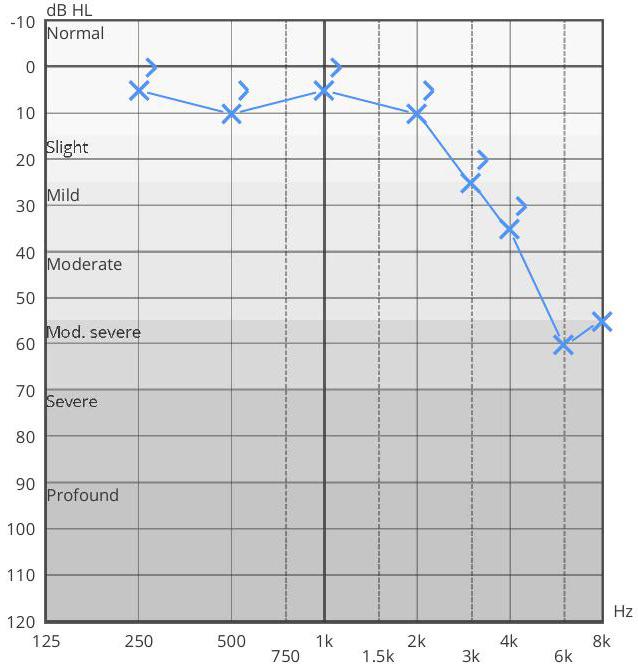 dB HL
-10
Normal
0
10
Slight
20
Mild
30
40
Moderate
50
Mod. severe
60
70
Severe
80
90
Profound
100
110
120
Hz
125 250 500 1k 2k 4k 8k
750 1.5k 3k 6k